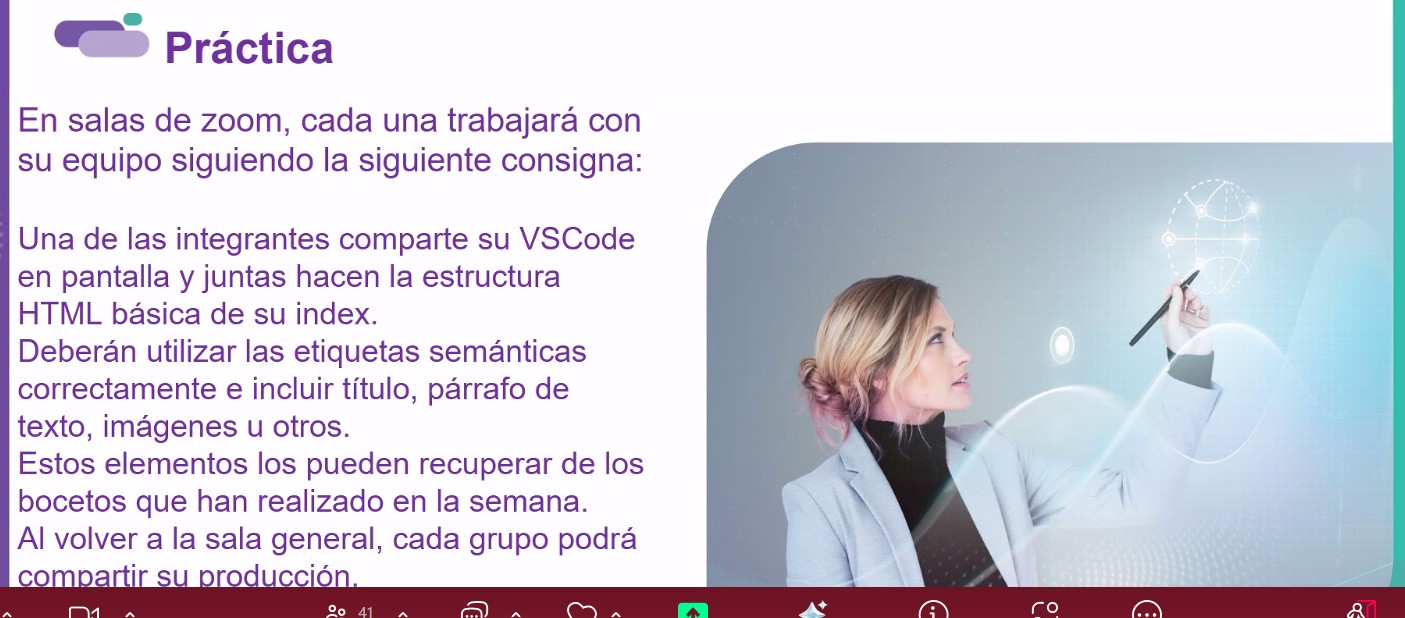 Práctica
En salas de zoom, cada una trabajará con
su equipo siguiendo la siguiente consigna:
Una de las integrantes comparte su VSCode
en pantalla y juntas hacen la estructura
HTML básica de su index.
Deberán utilizar las etiquetas semánticas
correctamente e incluir título, párrafo de
texto, imágenes u otros.
Estos elementos los pueden recuperar de los
bocetos que han realizado en la semana.
Al volver a la sala general, cada grupo podrá
compartir su producción.
41